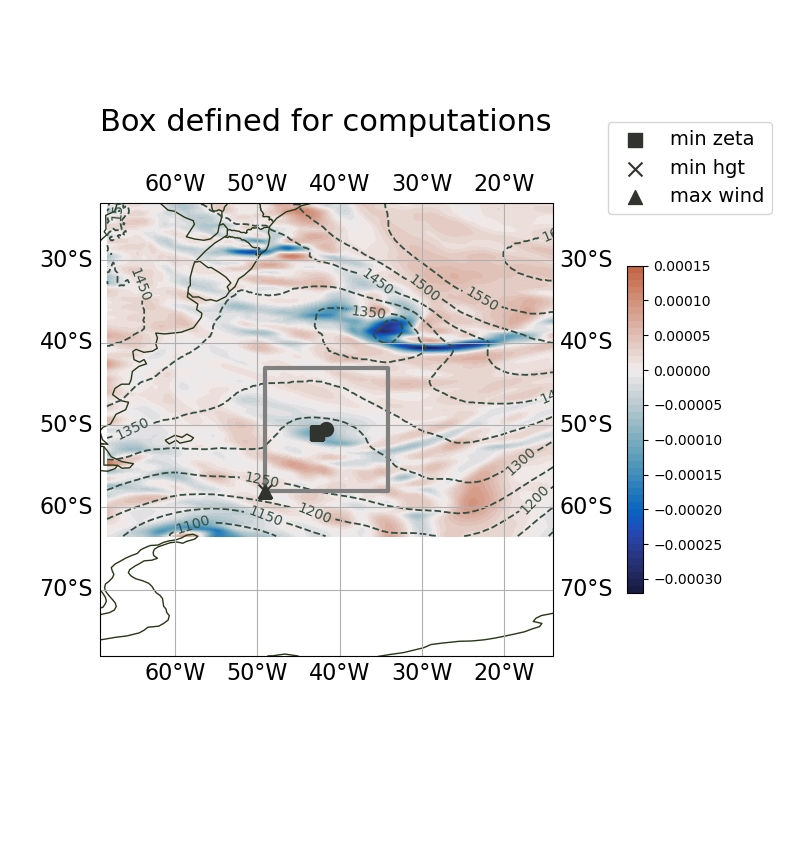 Box defined for computations
min zeta
min hgt
max wind
60°W 50°W 40°W 30°W 20°W
30°S 30°S
40°S 40°S
50°S 50°S
60°S 60°S
70°S 70°S
60°W 50°W 40°W 30°W 20°W
1450
1450
1500
1550
1350
1350
1250
1300
1200
1200
1150
1100
0.00015
0.00010
0.00005
0.00000
−0.00005
−0.00010
−0.00015
−0.00020
−0.00025
−0.00030